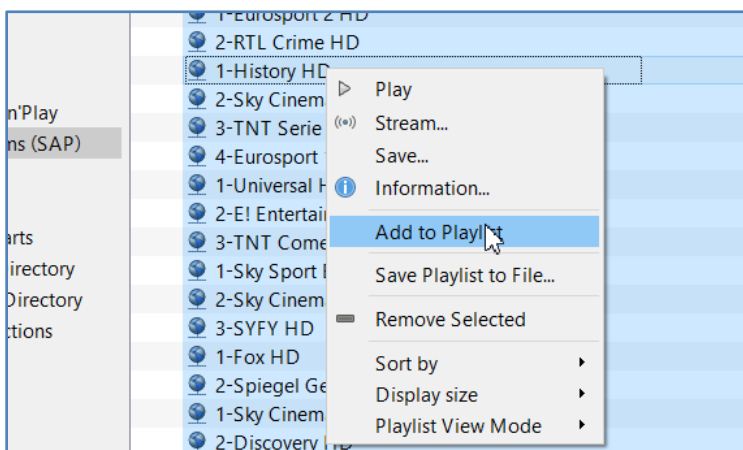 1-Eurosport 2 HD
2-RTL Crime HD
1-History HD
2-Sky Cinem
3-TNT Serie
4-Eurosport
1-Universal
2-E! Entertai
3-TNT Come
1-Sky Sport
2-Sky Cinem
3-SYFY HD
1-Fox HD
2-Spiegel Ge
1-Sky Cinem
2-Discovery HD
n'Play
ns (SAP)
arts
irectory
Directory
ctions
Play
Stream...
Save...
Information...
Add to Playlist
Save Playlist to File...
Remove Selected
Sort by
Display size
Playlist View Mode